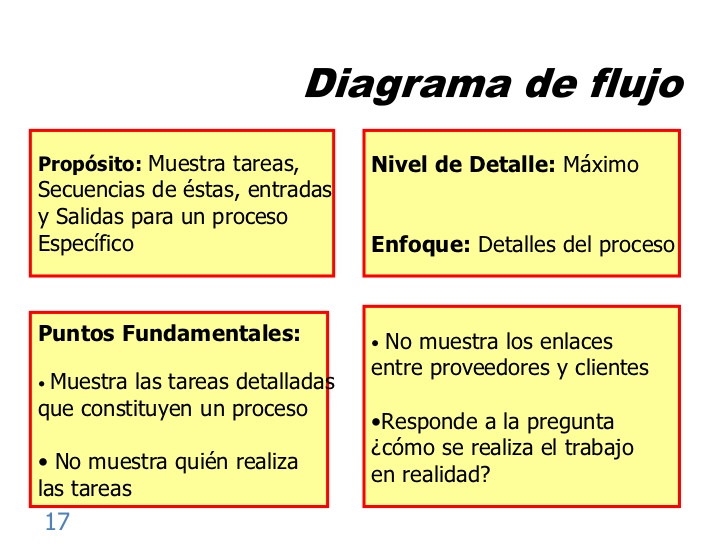 Diagrama de flujo
Propósito: Muestra tareas,
Secuencias de éstas, entradas
y Salidas para un proceso
Específico
Nivel de Detalle: Máximo
Enfoque: Detalles del proceso
Puntos Fundamentales:
• Muestra las tareas detalladas
que constituyen un proceso
• No muestra quién realiza
las tareas
• No muestra los enlaces
entre proveedores y clientes
•Responde a la pregunta
¿cómo se realiza el trabajo
en realidad?
17